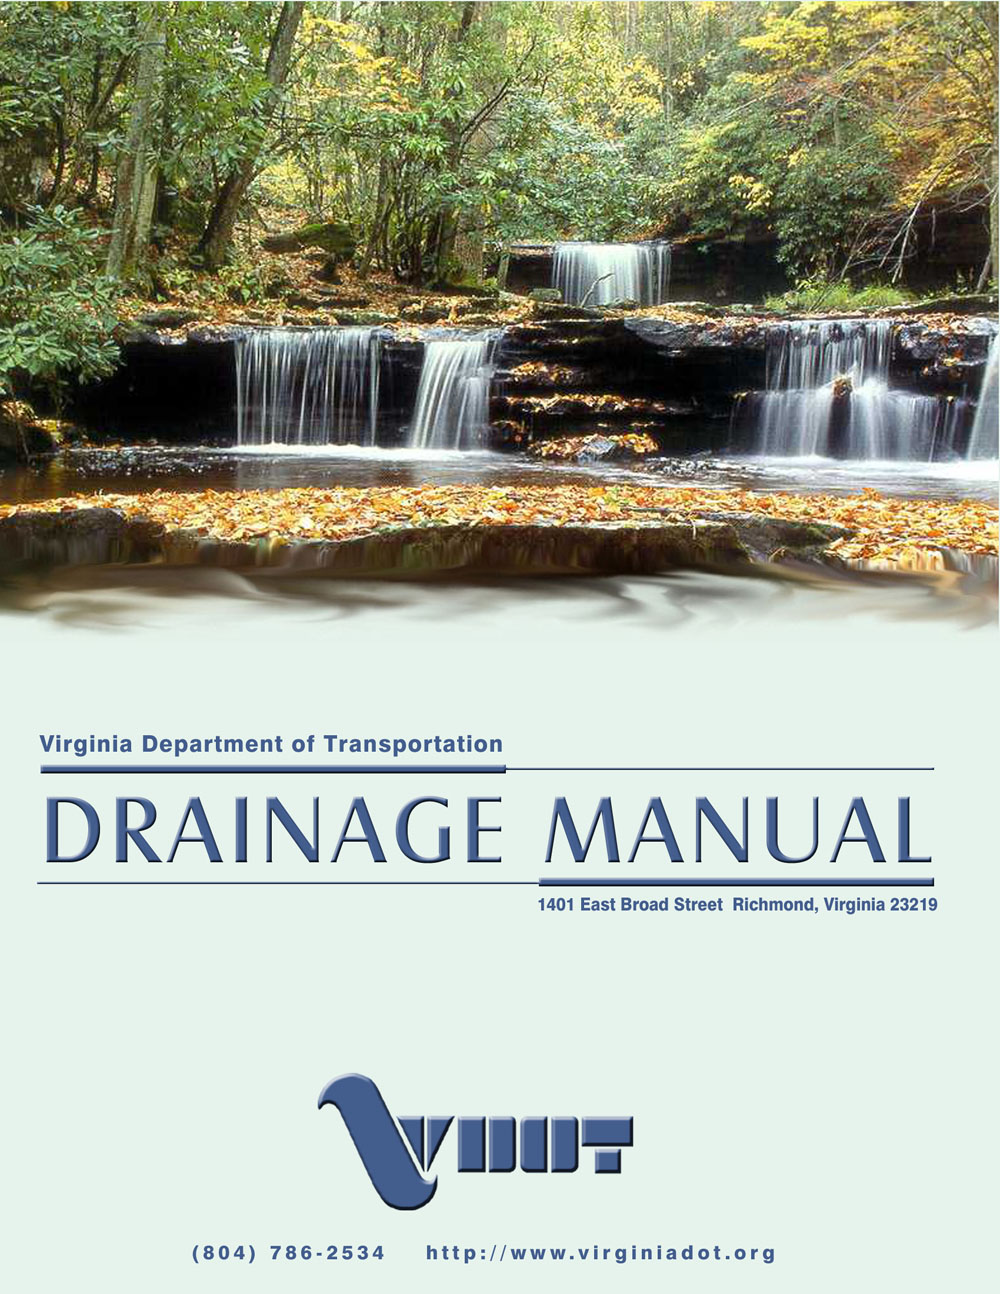 Virginia Department of Transportation
DRAINAGE MANUAL
1401 East Broad Street Richmond, Virginia 23219
VDOT
(804) 786-2534 http://www.virginiadot.org